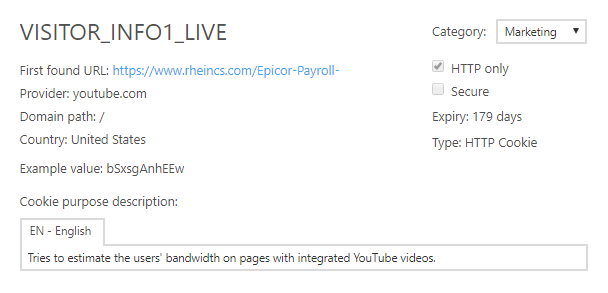 VISITOR_INFO1_LIVE
Category: Marketing
First found URL: https://www.rheincs.com/Epicor-Payroll-
HTTP only
Provider: youtube.com
Secure
Domain path: /
Expiry: 179 days
Country: United States
Type: HTTP Cookie
Example value: bSxsgAnhEEw
Cookie purpose description:
EN - English
Tries to estimate the users' bandwidth on pages with integrated YouTube videos.